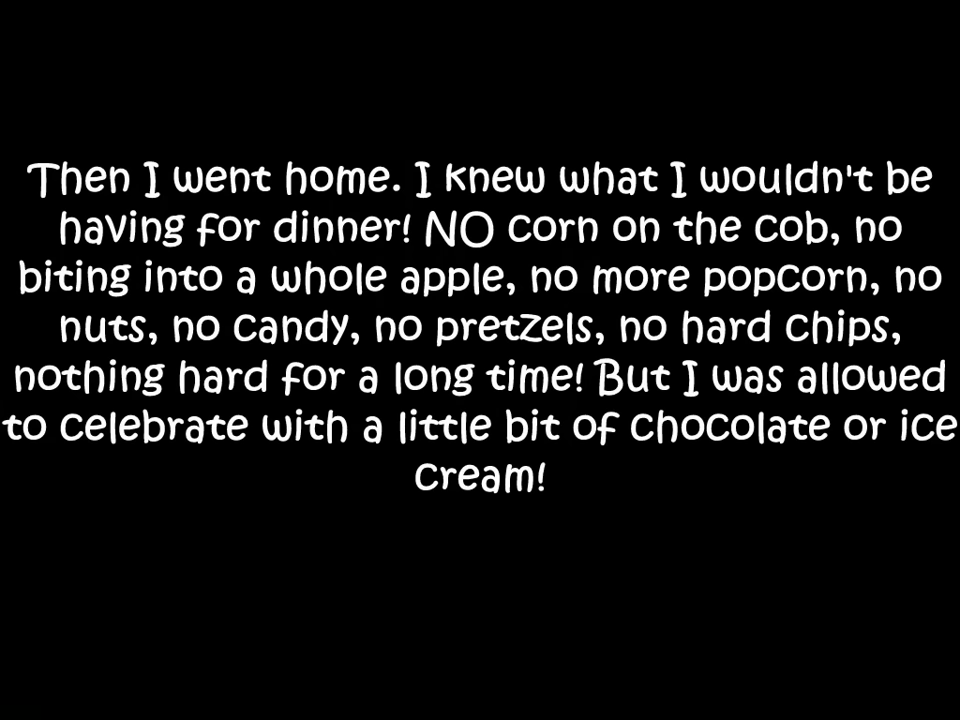 Then I went home. I knew what I wouldn't be
having for dinner! NO corn on the cob, no
biting into a whole apple, no more popcorn, no
nuts, no candy, no pretzels, no hard chips,
nothing hard for a long time! But I was allowed
to celebrate with a little bit of chocolate or ice
cream!